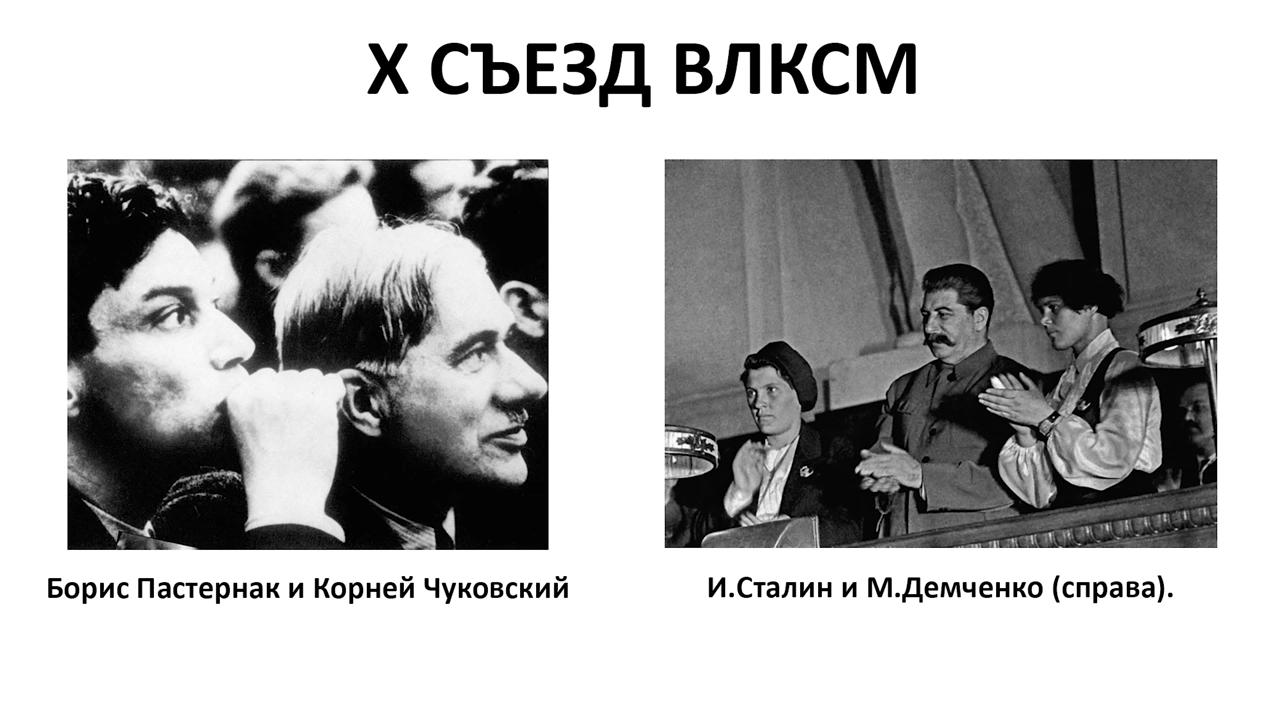 X СЪЕЗД ВЛКСМ
Борис Пастернак и Корней Чуковский
И.Сталин и М.Демченко (справа).